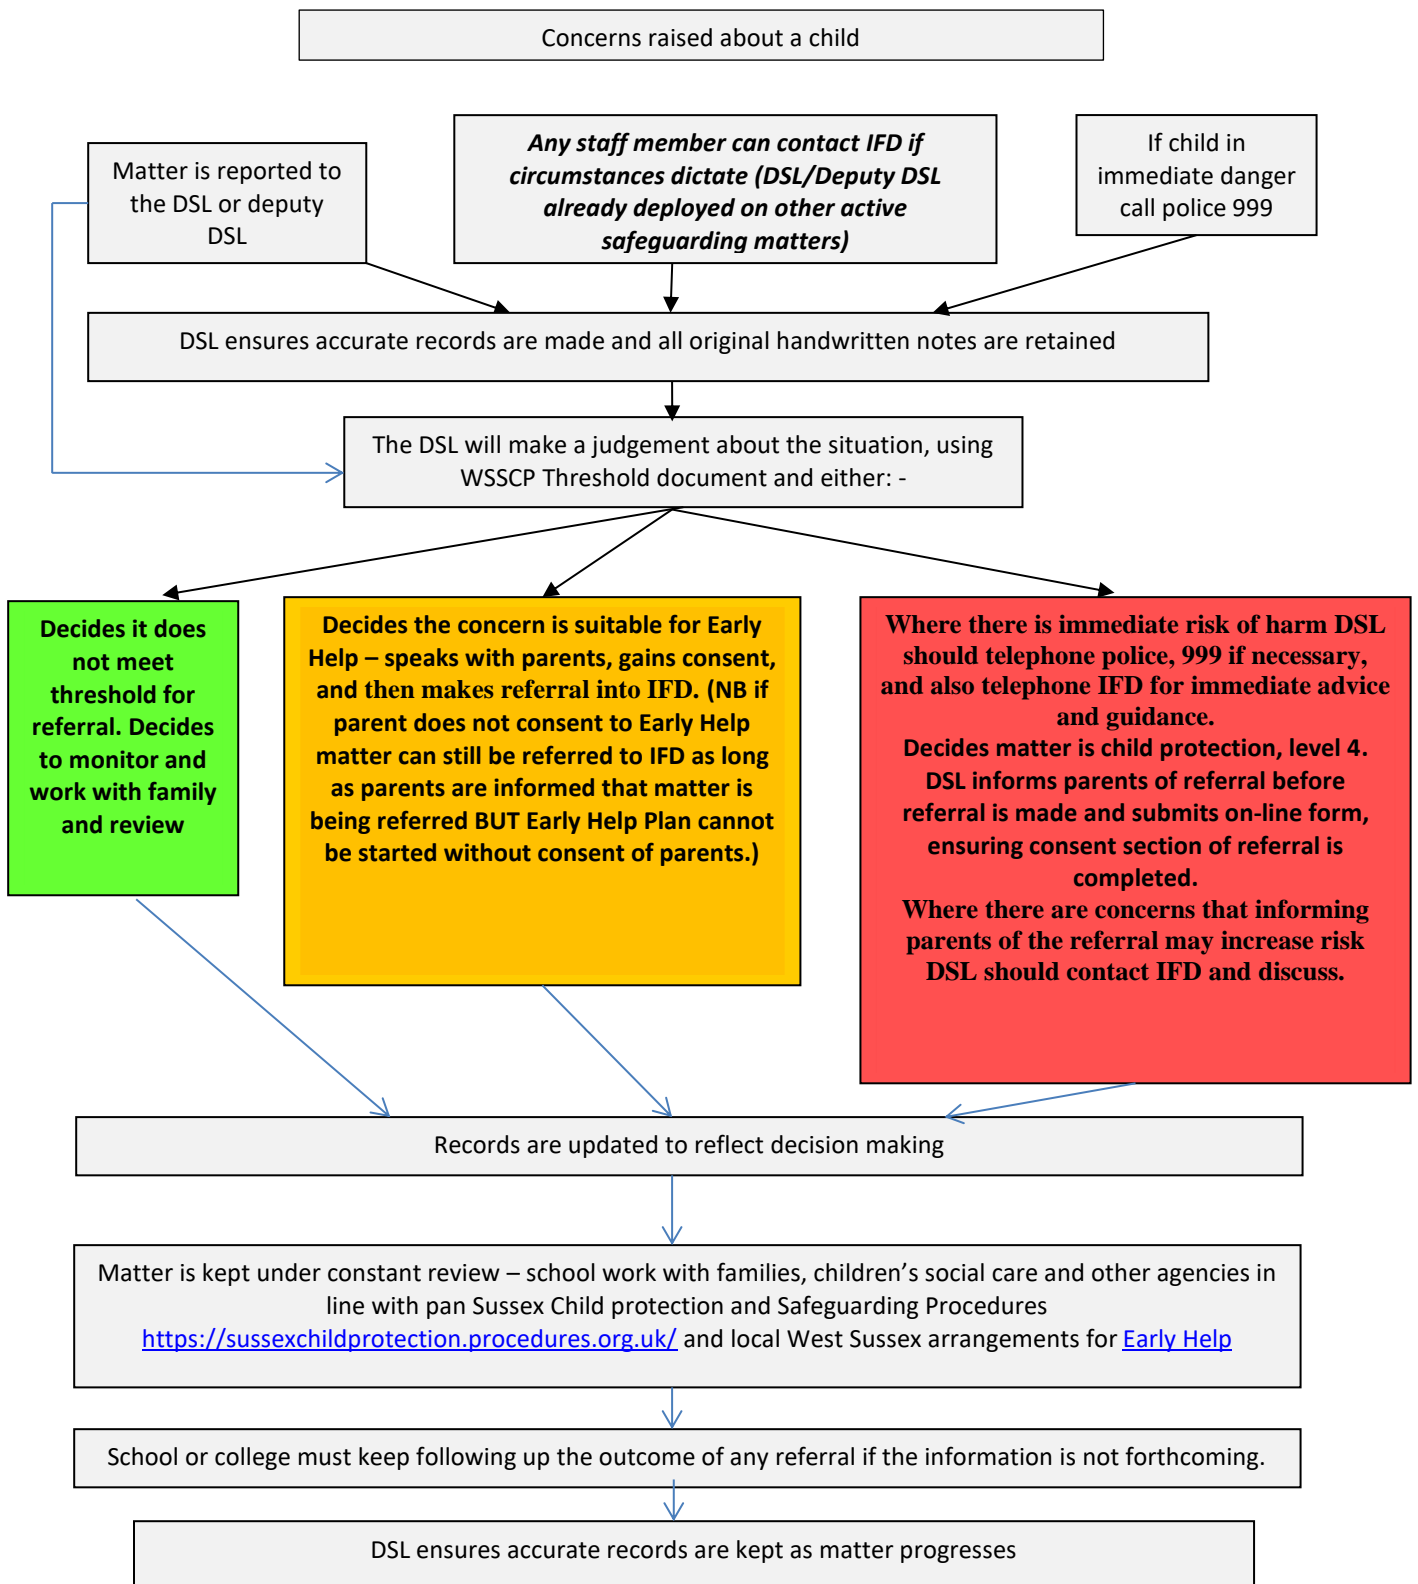 Concerns raised about a child
Matter is reported to
the DSL or deputy
DSL
Any staff member can contact IFD if
circumstances dictate (DSL/Deputy DSL
already deployed on other active
safeguarding matters)
If child in
immediate danger
call police 999
DSL ensures accurate records are made and all original handwritten notes are retained
The DSL will make a judgement about the situation, using
WSSCP Threshold document and either: -
Decides it does
not meet
threshold for
referral. Decides
to monitor and
work with family
and review
Decides the concern is suitable for Early
Help – speaks with parents, gains consent,
and then makes referral into IFD. (NB if
parent does not consent to Early Help
matter can still be referred to IFD as long
as parents are informed that matter is
being referred BUT Early Help Plan cannot
be started without consent of parents.)
Where there is immediate risk of harm DSL
should telephone police, 999 if necessary,
and also telephone IFD for immediate advice
and guidance.
Decides matter is child protection, level 4.
DSL informs parents of referral before
referral is made and submits on-line form,
ensuring consent section of referral is
completed.
Where there are concerns that informing
parents of the referral may increase risk
DSL should contact IFD and discuss.
Records are updated to reflect decision making
Matter is kept under constant review – school work with families, children’s social care and other agencies in
line with pan Sussex Child protection and Safeguarding Procedures
https://sussexchildprotection.procedures.org.uk/ and local West Sussex arrangements for Early Help
School or college must keep following up the outcome of any referral if the information is not forthcoming.
DSL ensures accurate records are kept as matter progresses